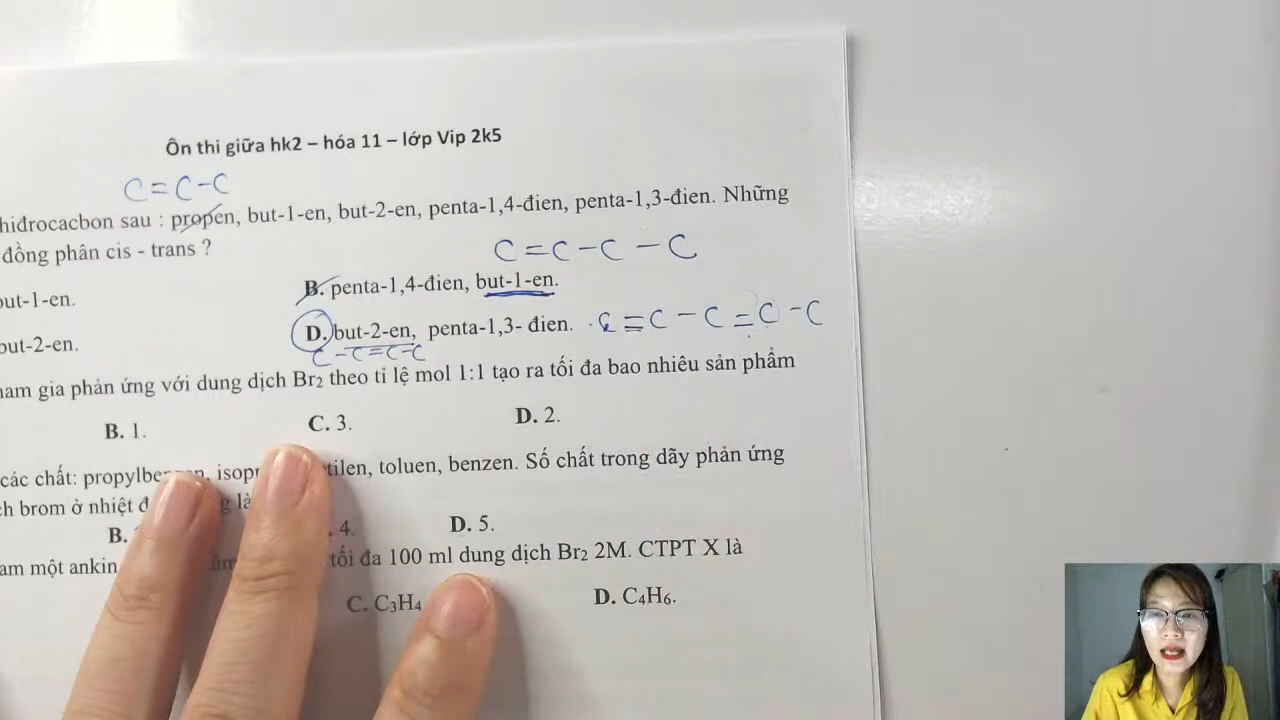 Ôn thi giữa hk2 – hóa 11 – lớp Vip 2k5
C = C – C
hiđrocacbon sau : propen, but-1-en, but-2-en, penta-1,4-đien, penta-1,3-đien. Những
đồng phân cis - trans ?
C = C – C – C
B. penta-1,4-đien, but-1-en.
but-1-en.
D. but-2-en, penta-1,3- đien. C = C – C = C – C
C – C = C – C
but-2-en.
tham gia phản ứng với dung dịch Br₂ theo tỉ lệ mol 1:1 tạo ra tối đa bao nhiêu sản phẩm
B. 1. C. 3. D. 2.
các chất: toluen, benzen. Số chất trong dãy phản ứng
brom ở nhiệt là
B. 4. D. 5.
một ankin tối đa 100 ml dung dịch Br₂ 2M. CTPT X là
C. C₃H₄ D. C₄H₆.